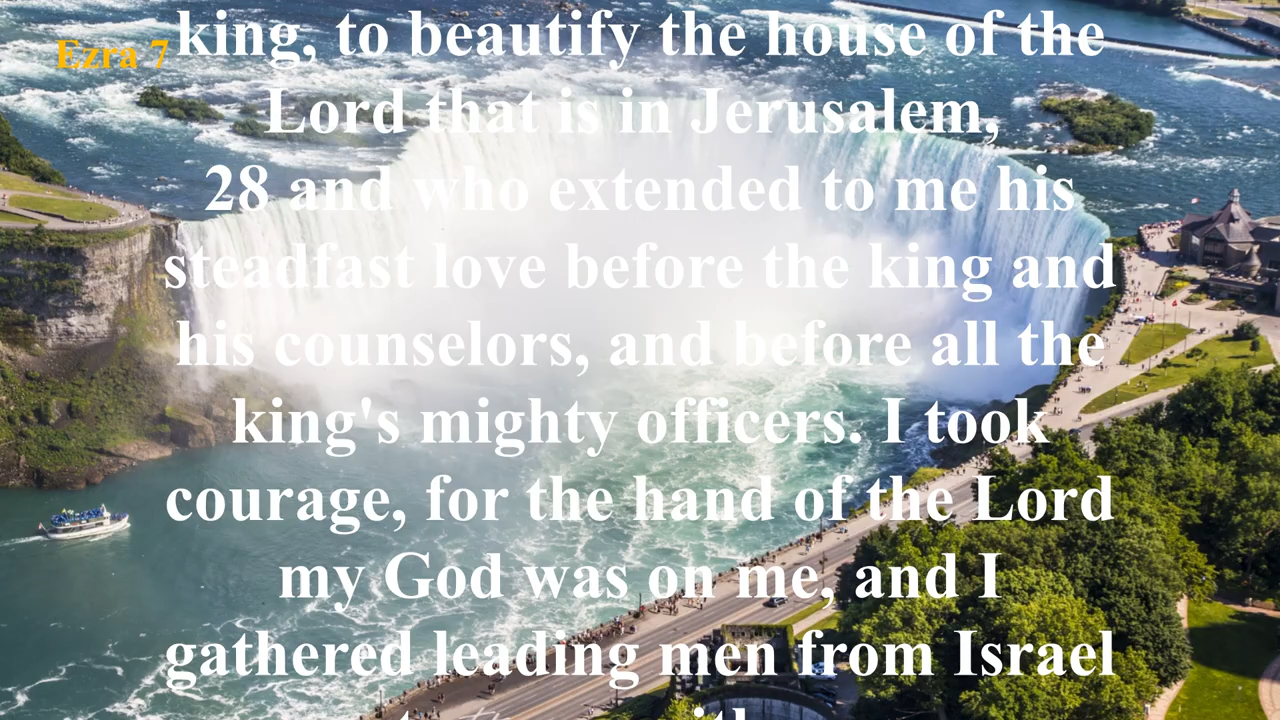 Ezra 7
king, to beautify the house of the
Lord that is in Jerusalem,
28 and who extended to me his
steadfast love before the king and
his counselors, and before all the
king's mighty officers. I took
courage, for the hand of the Lord
my God was on me, and I
gathered leading men from Israel